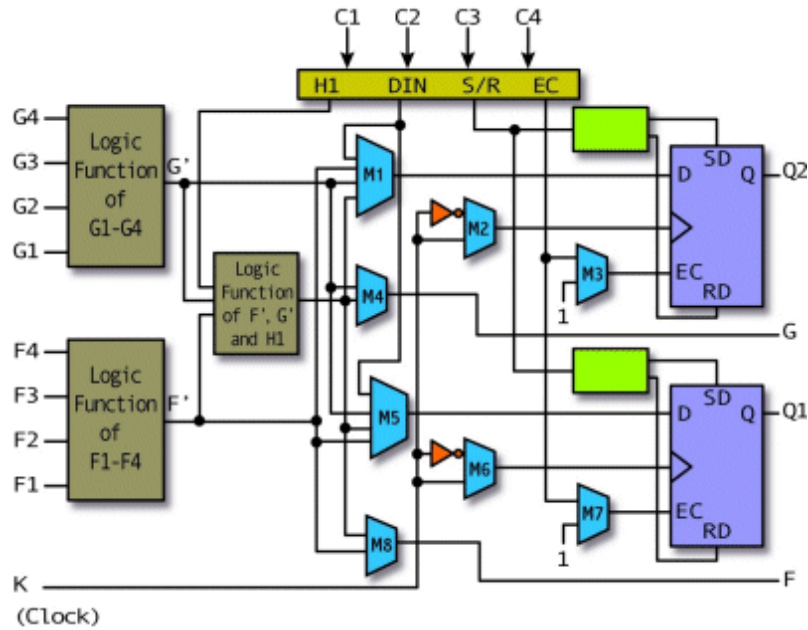 C1 C2 C3 C4
H1 DIN S/R EC
G4
G3
G2
G1
Logic
Function
of
G1-G4
G'
M1
M2
M3
1
SD
D Q
EC
RD
Q2
Logic
Function
of F', G'
and H1
M4
G
F4
F3
F2
F1
Logic
Function
of
F1-F4
F'
M5
M6
M7
1
SD
D Q
EC
RD
Q1
M8
F
K
(Clock)